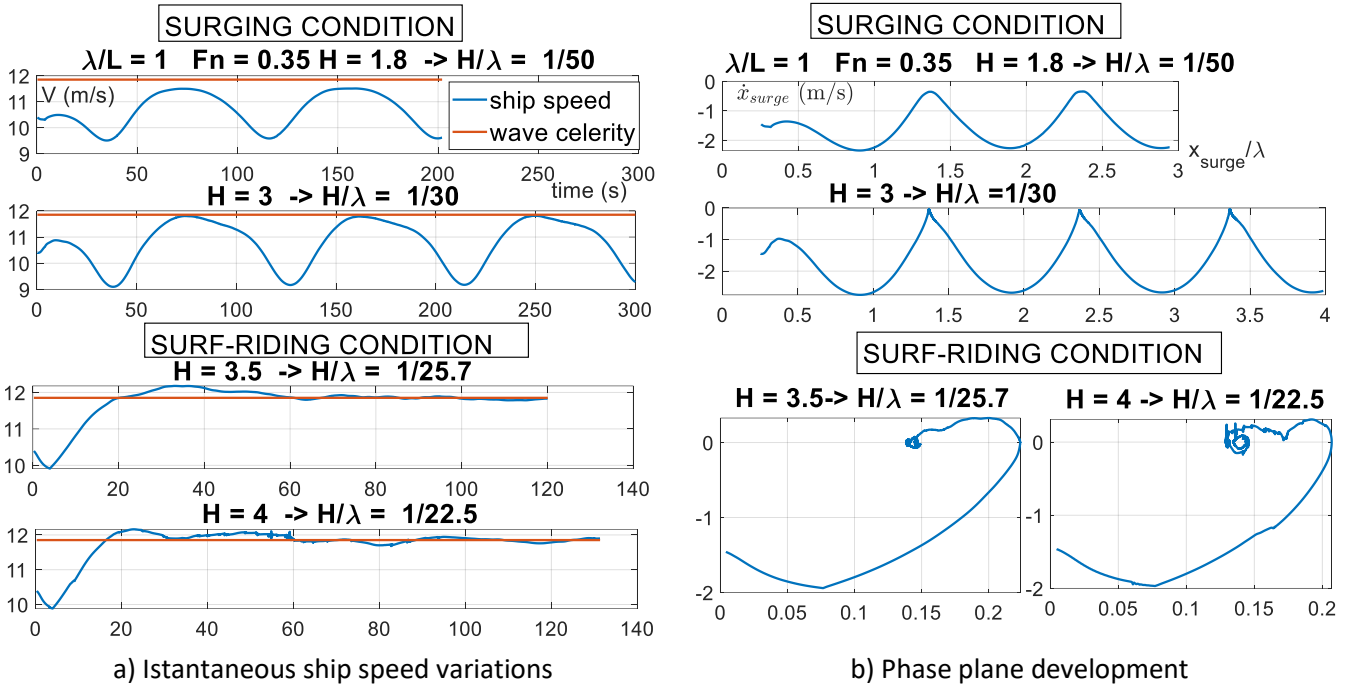 SURGING CONDITION
λ/L = 1 Fn = 0.35 H = 1.8 -> H/λ = 1/50
12
11
10
9
V (m/s)
ship speed
wave celerity
0 50 100 150 200 250 300
time (s)
H = 3 -> H/λ = 1/30
12
11
10
9
0 50 100 150 200 250 300
SURF-RIDING CONDITION
H = 3.5 -> H/λ = 1/25.7
12
11
10
0 20 40 60 80 100 120 140
H = 4 -> H/λ = 1/22.5
12
11
10
0 20 40 60 80 100 120 140
a) Istantaneous ship speed variations
SURGING CONDITION
λ/L = 1 Fn = 0.35 H = 1.8 -> H/λ = 1/50
0
-1
-2
ẋsurge (m/s)
0 0.5 1 1.5 2 2.5 3
xsurge/λ
H = 3 -> H/λ =1/30
0
-1
-2
0 0.5 1 1.5 2 2.5 3 3.5 4
SURF-RIDING CONDITION
H = 3.5-> H/λ = 1/25.7
0
-1
-2
0 0.05 0.1 0.15 0.2
H = 4 -> H/λ = 1/22.5
0
-1
-2
0 0.05 0.1 0.15 0.2
b) Phase plane development